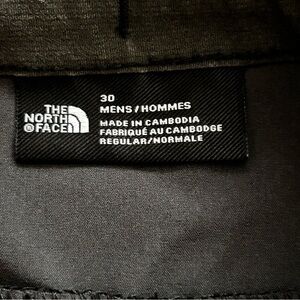 THE
NORTH
FACE
30
MENS/HOMMES
MADE IN CAMBODIA
FABRIQUÉ AU CAMBODGE
REGULAR/NORMALE